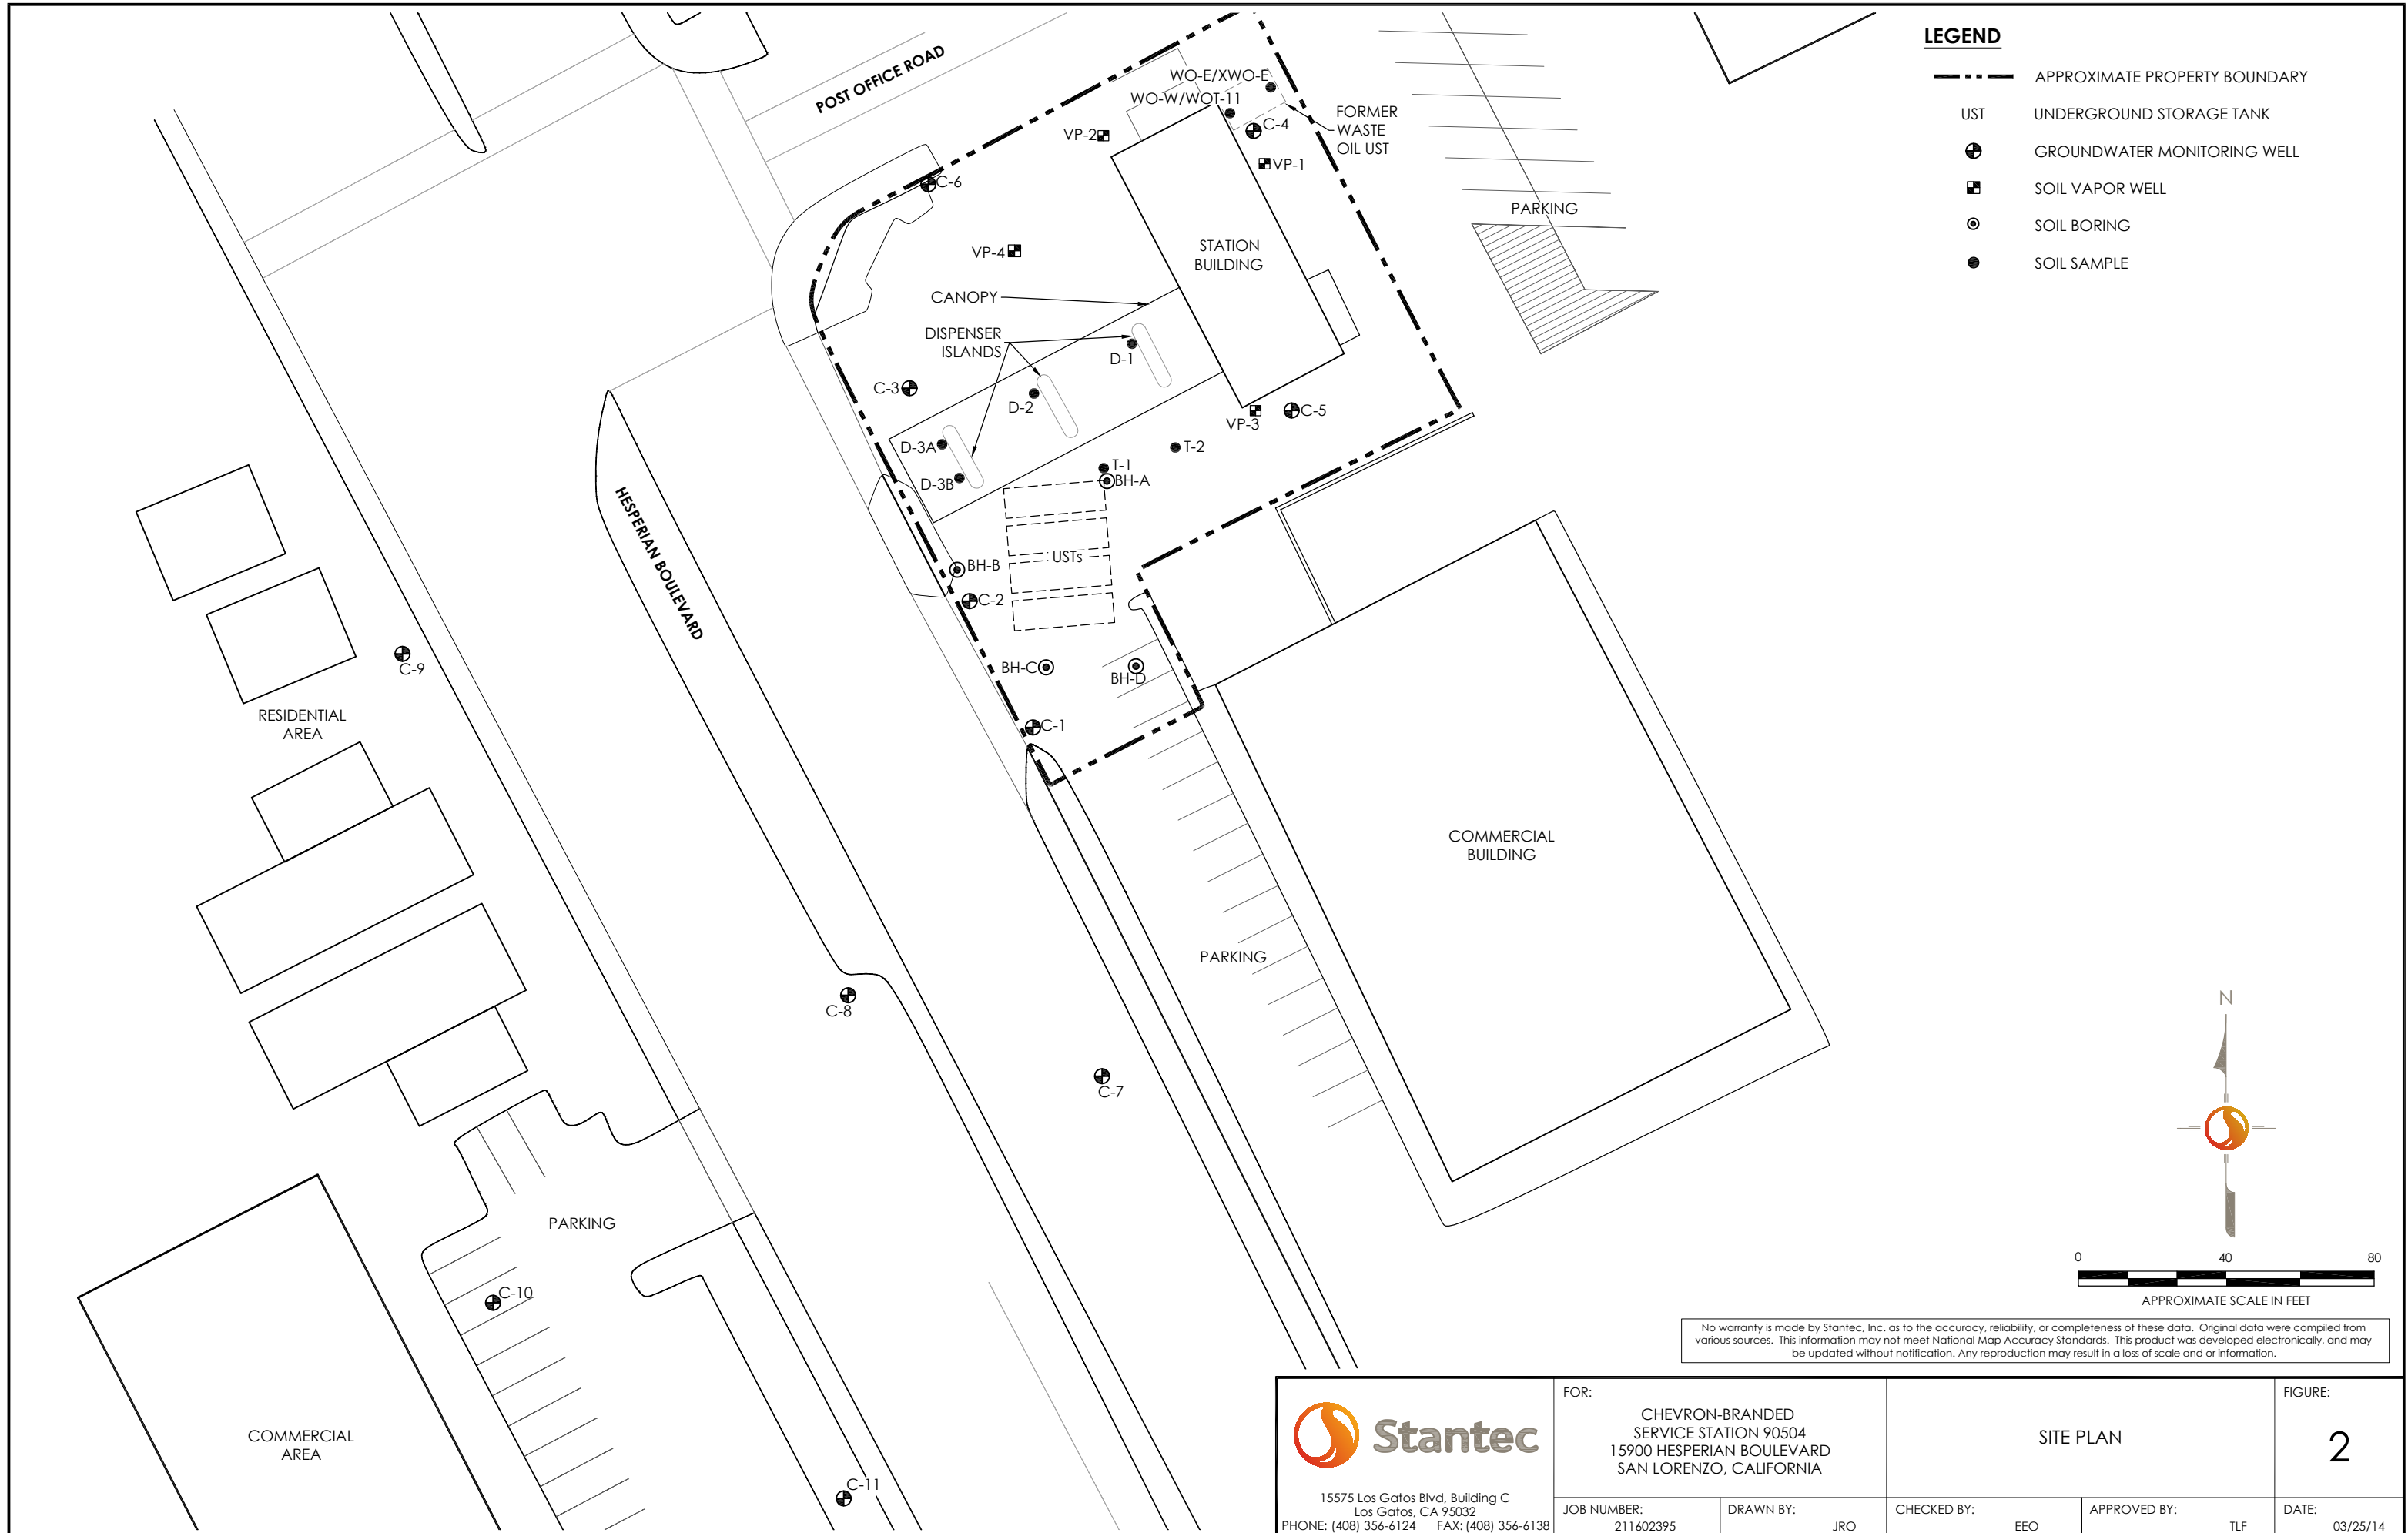 LEGEND
APPROXIMATE PROPERTY BOUNDARY
UST UNDERGROUND STORAGE TANK
GROUNDWATER MONITORING WELL
SOIL VAPOR WELL
SOIL BORING
SOIL SAMPLE
POST OFFICE ROAD
WO-E/XWO-E
WO-W/WOT-11
FORMER
WASTE
OIL UST
C-4
VP-2
VP-1
C-6
PARKING
STATION
BUILDING
VP-4
CANOPY
DISPENSER
ISLANDS
D-1
C-3
D-2
VP-3
C-5
D-3A
T-2
T-1
D-3B
BH-A
HESPERIAN BOULEVARD
USTs
BH-B
C-2
C-9
BH-C
BH-D
RESIDENTIAL
AREA
C-1
COMMERCIAL
BUILDING
PARKING
C-8
C-7
N
PARKING
C-10
COMMERCIAL
AREA
C-11
0 40 80
APPROXIMATE SCALE IN FEET
No warranty is made by Stantec, Inc. as to the accuracy, reliability, or completeness of these data. Original data were compiled from
various sources. This information may not meet National Map Accuracy Standards. This product was developed electronically, and may
be updated without notification. Any reproduction may result in a loss of scale and or information.
Stantec
15575 Los Gatos Blvd, Building C
Los Gatos, CA 95032
PHONE: (408) 356-6124 FAX: (408) 356-6138
FOR:
CHEVRON-BRANDED
SERVICE STATION 90504
15900 HESPERIAN BOULEVARD
SAN LORENZO, CALIFORNIA
SITE PLAN
FIGURE:
2
JOB NUMBER:
211602395
DRAWN BY:
JRO
CHECKED BY:
EEO
APPROVED BY:
TLF
DATE:
03/25/14